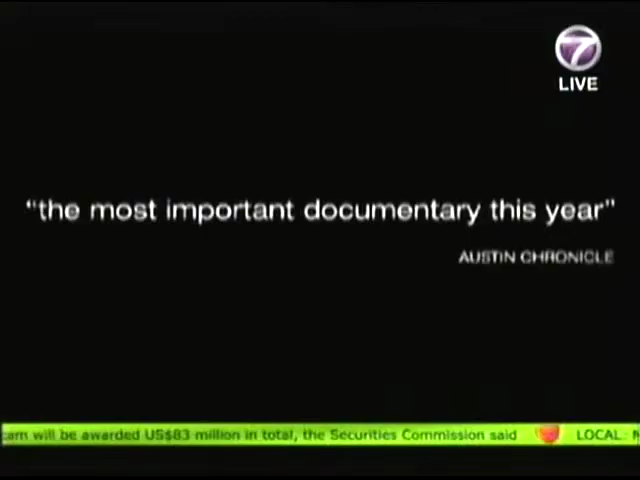 7
LIVE
"the most important documentary this year"
AUSTIN CHRONICLE
will be awarded US$83 million in total, the Securities Commission said LOCAL: